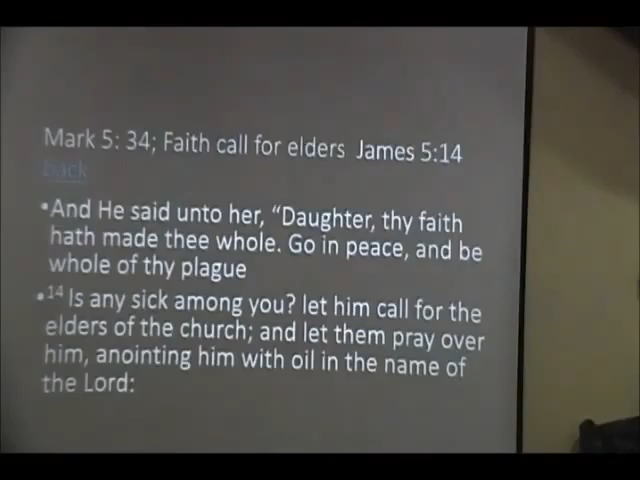 Mark 5: 34; Faith call for elders James 5:14
back
•And He said unto her, “Daughter, thy faith
hath made thee whole. Go in peace, and be
whole of thy plague
•14 Is any sick among you? let him call for the
elders of the church; and let them pray over
him, anointing him with oil in the name of
the Lord: